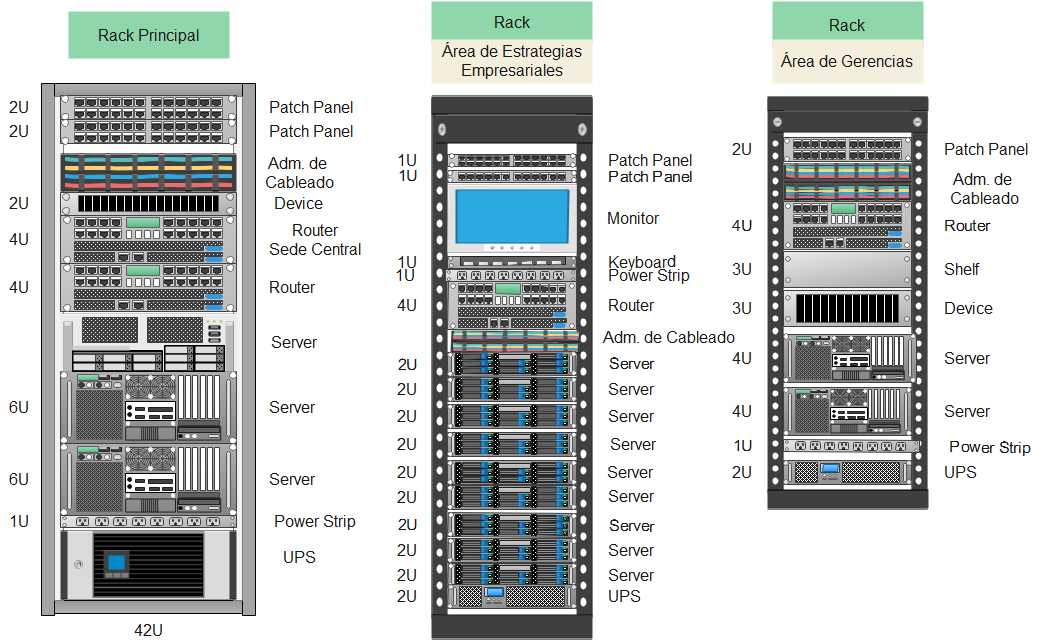 Rack Principal
2U Patch Panel
2U Patch Panel
Adm. de
Cableado
2U Device
4U Router
Sede Central
4U Router
Server
6U Server
6U Server
1U Power Strip
UPS
42U
Rack
Área de Estrategias
Empresariales
1U Patch Panel
1U Patch Panel
Monitor
1U Keyboard
1U Power Strip
4U Router
Adm. de Cableado
2U Server
2U Server
2U Server
2U Server
2U Server
2U Server
2U Server
2U Server
2U Server
2U UPS
Rack
Área de Gerencias
2U Patch Panel
Adm. de
Cableado
4U Router
3U Shelf
3U Device
4U Server
4U Server
1U Power Strip
2U UPS